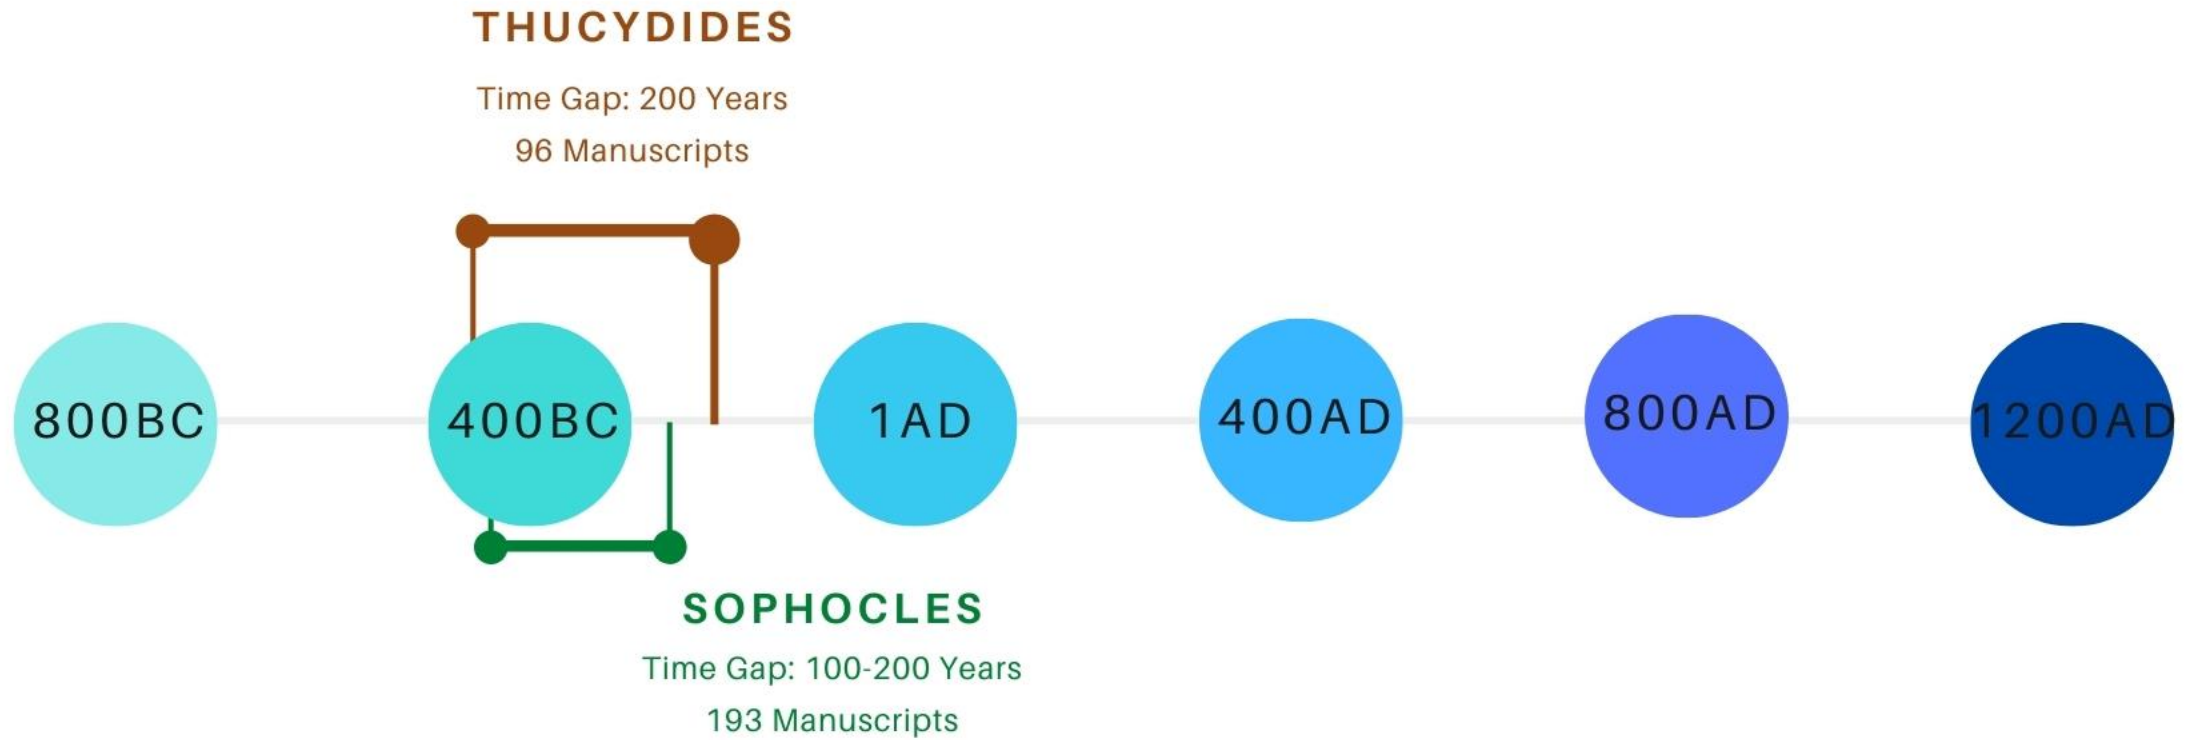 THUCYDIDES
Time Gap: 200 Years
96 Manuscripts
800BC
400BC
1AD
400AD
800AD
1200AD
SOPHOCLES
Time Gap: 100-200 Years
193 Manuscripts